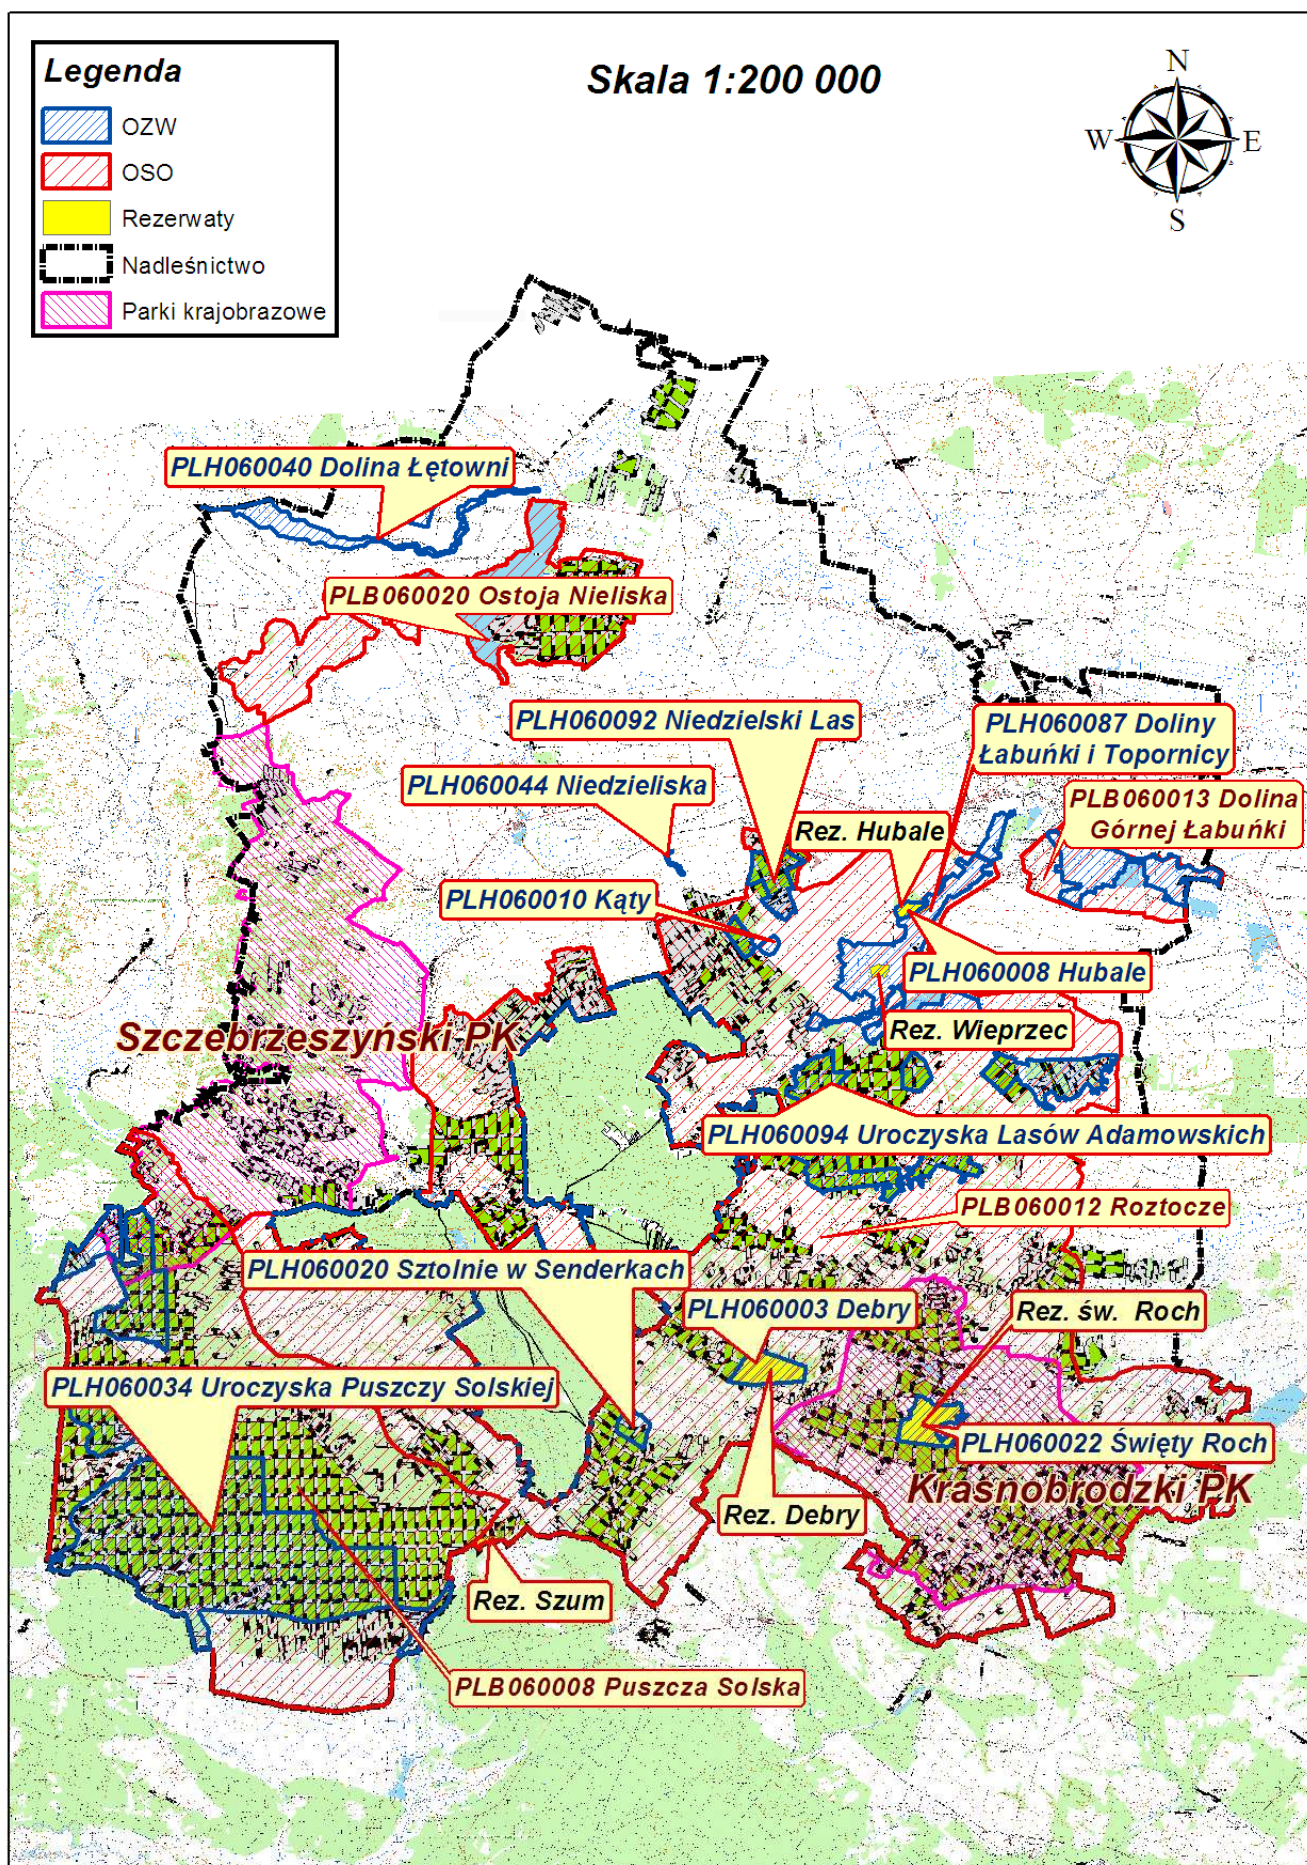 Legenda
OZW
OSO
Rezerwaty
Nadleśnictwo
Parki krajobrazowe
Skala 1:200 000
N
W
E
S
PLH060040 Dolina Łętowni
PLB060020 Ostoja Nieliska
PLH060092 Niedzielski Las
PLH060087 Doliny
Łabuńki i Topornicy
PLH060044 Niedzieliska
PLB060013 Dolina
Górnej Łabuńki
Rez. Hubale
PLH060010 Kąty
PLH060008 Hubale
Rez. Wieprzec
Szczebrzeszyński PK
PLH060094 Uroczyska Lasów Adamowskich
PLB060012 Roztocze
PLH060020 Sztolnie w Senderkach
PLH060003 Debry
Rez. św. Roch
PLH060034 Uroczyska Puszczy Solskiej
PLH060022 Święty Roch
Krasnobrodzki PK
Rez. Debry
Rez. Szum
PLB060008 Puszcza Solska